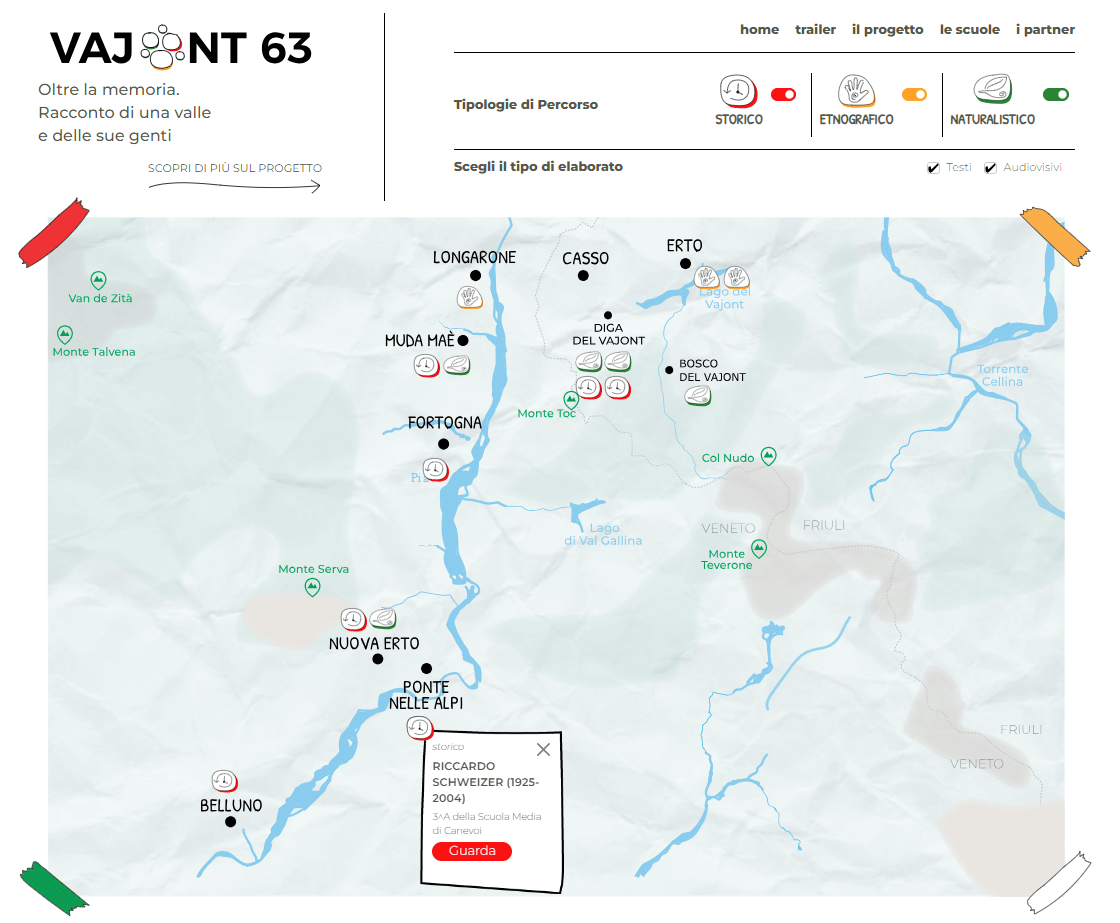 VAJ NT 63
Oltre la memoria.
Racconto di una valle
e delle sue genti
SCOPRI DI PIÙ SUL PROGETTO
home trailer il progetto le scuole i partner
Tipologie di Percorso
STORICO ETNOGRAFICO NATURALISTICO
Scegli il tipo di elaborato
Testi Audiovisivi
LONGARONE
CASSO
ERTO
Van de Zità
Lago del
Vajont
DIGA
DEL VAJONT
MUDA MAÈ
Monte Talvena
BOSCO
DEL VAJONT
Torrente
Cellina
Monte Toc
FORTOGNA
Col Nudo
VENETO
FRIULI
Lago
di Val Gallina
Monte
Teverone
Monte Serva
NUOVA ERTO
PONTE
NELLE ALPI
FRIULI
VENETO
storico
RICCARDO
SCHWEIZER (1925-
2004)
3^A della Scuola Media
di Canevoi
Guarda
BELLUNO